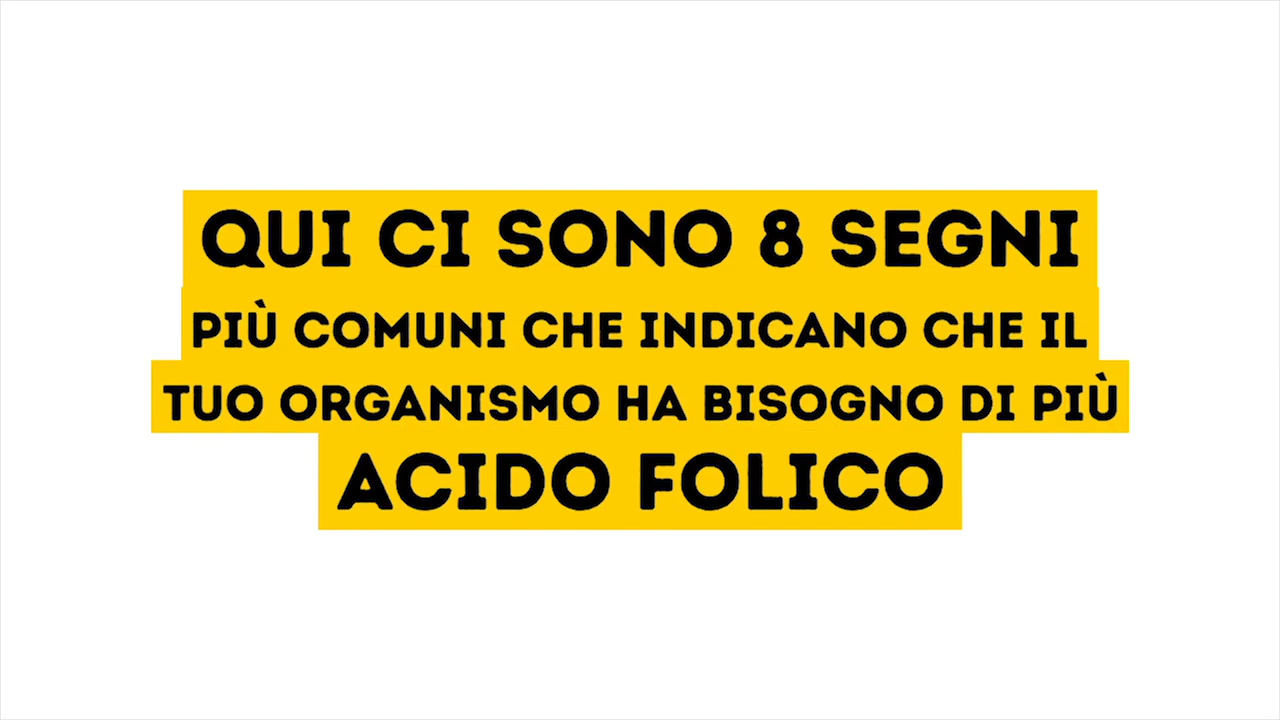 QUI CI SONO 8 SEGNI
PIÙ COMUNI CHE INDICANO CHE IL
TUO ORGANISMO HA BISOGNO DI PIÙ
ACIDO FOLICO